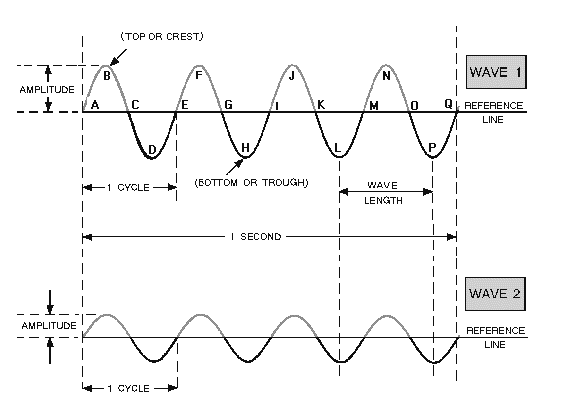 (TOP OR CREST)
B F J N
WAVE 1
AMPLITUDE
A C E G I K M O Q REFERENCE
LINE
D H L P
(BOTTOM OR TROUGH)
1 CYCLE
WAVE
LENGTH
1 SECOND
WAVE 2
AMPLITUDE
REFERENCE
LINE
1 CYCLE